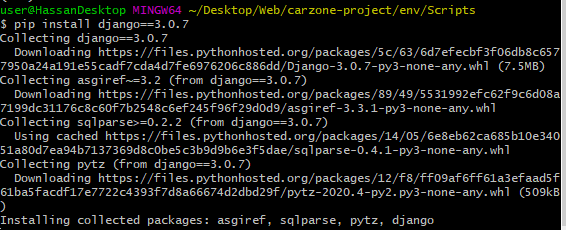 user@HassanDesktop MINGW64 ~/Desktop/Web/carzone-project/env/Scripts
$ pip install django==3.0.7
Collecting django==3.0.7
Downloading https://files.pythonhosted.org/packages/5c/63/6d7efecbf3f06db8c657
7950a24a191e55cadf7cda4d7fe6976206c886dd/Django-3.0.7-py3-none-any.whl (7.5MB)
Collecting asgiref~=3.2 (from django==3.0.7)
Downloading https://files.pythonhosted.org/packages/89/49/5531992efc62f9c6d08a
7199dc31176c8c60f7b2548c6ef245f96f29d0d9/asgiref-3.3.1-py3-none-any.whl
Collecting sqlparse>=0.2.2 (from django==3.0.7)
Using cached https://files.pythonhosted.org/packages/14/05/6e8eb62ca685b10e340
51a80d7ea94b7137369d8c0be5c3b9d9b6e3f5dae/sqlparse-0.4.1-py3-none-any.whl
Collecting pytz (from django==3.0.7)
Downloading https://files.pythonhosted.org/packages/12/f8/ff09af6ff61a3efaad5f
61ba5facdf17e7722c4393f7d8a66674d2dbd29f/pytz-2020.4-py2.py3-none-any.whl (509kB
)
Installing collected packages: asgiref, sqlparse, pytz, django